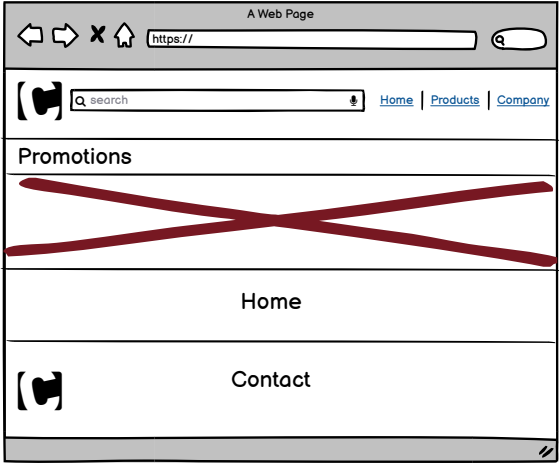 A Web Page
https://
search
Home | Products | Company
Promotions
Home
Contact